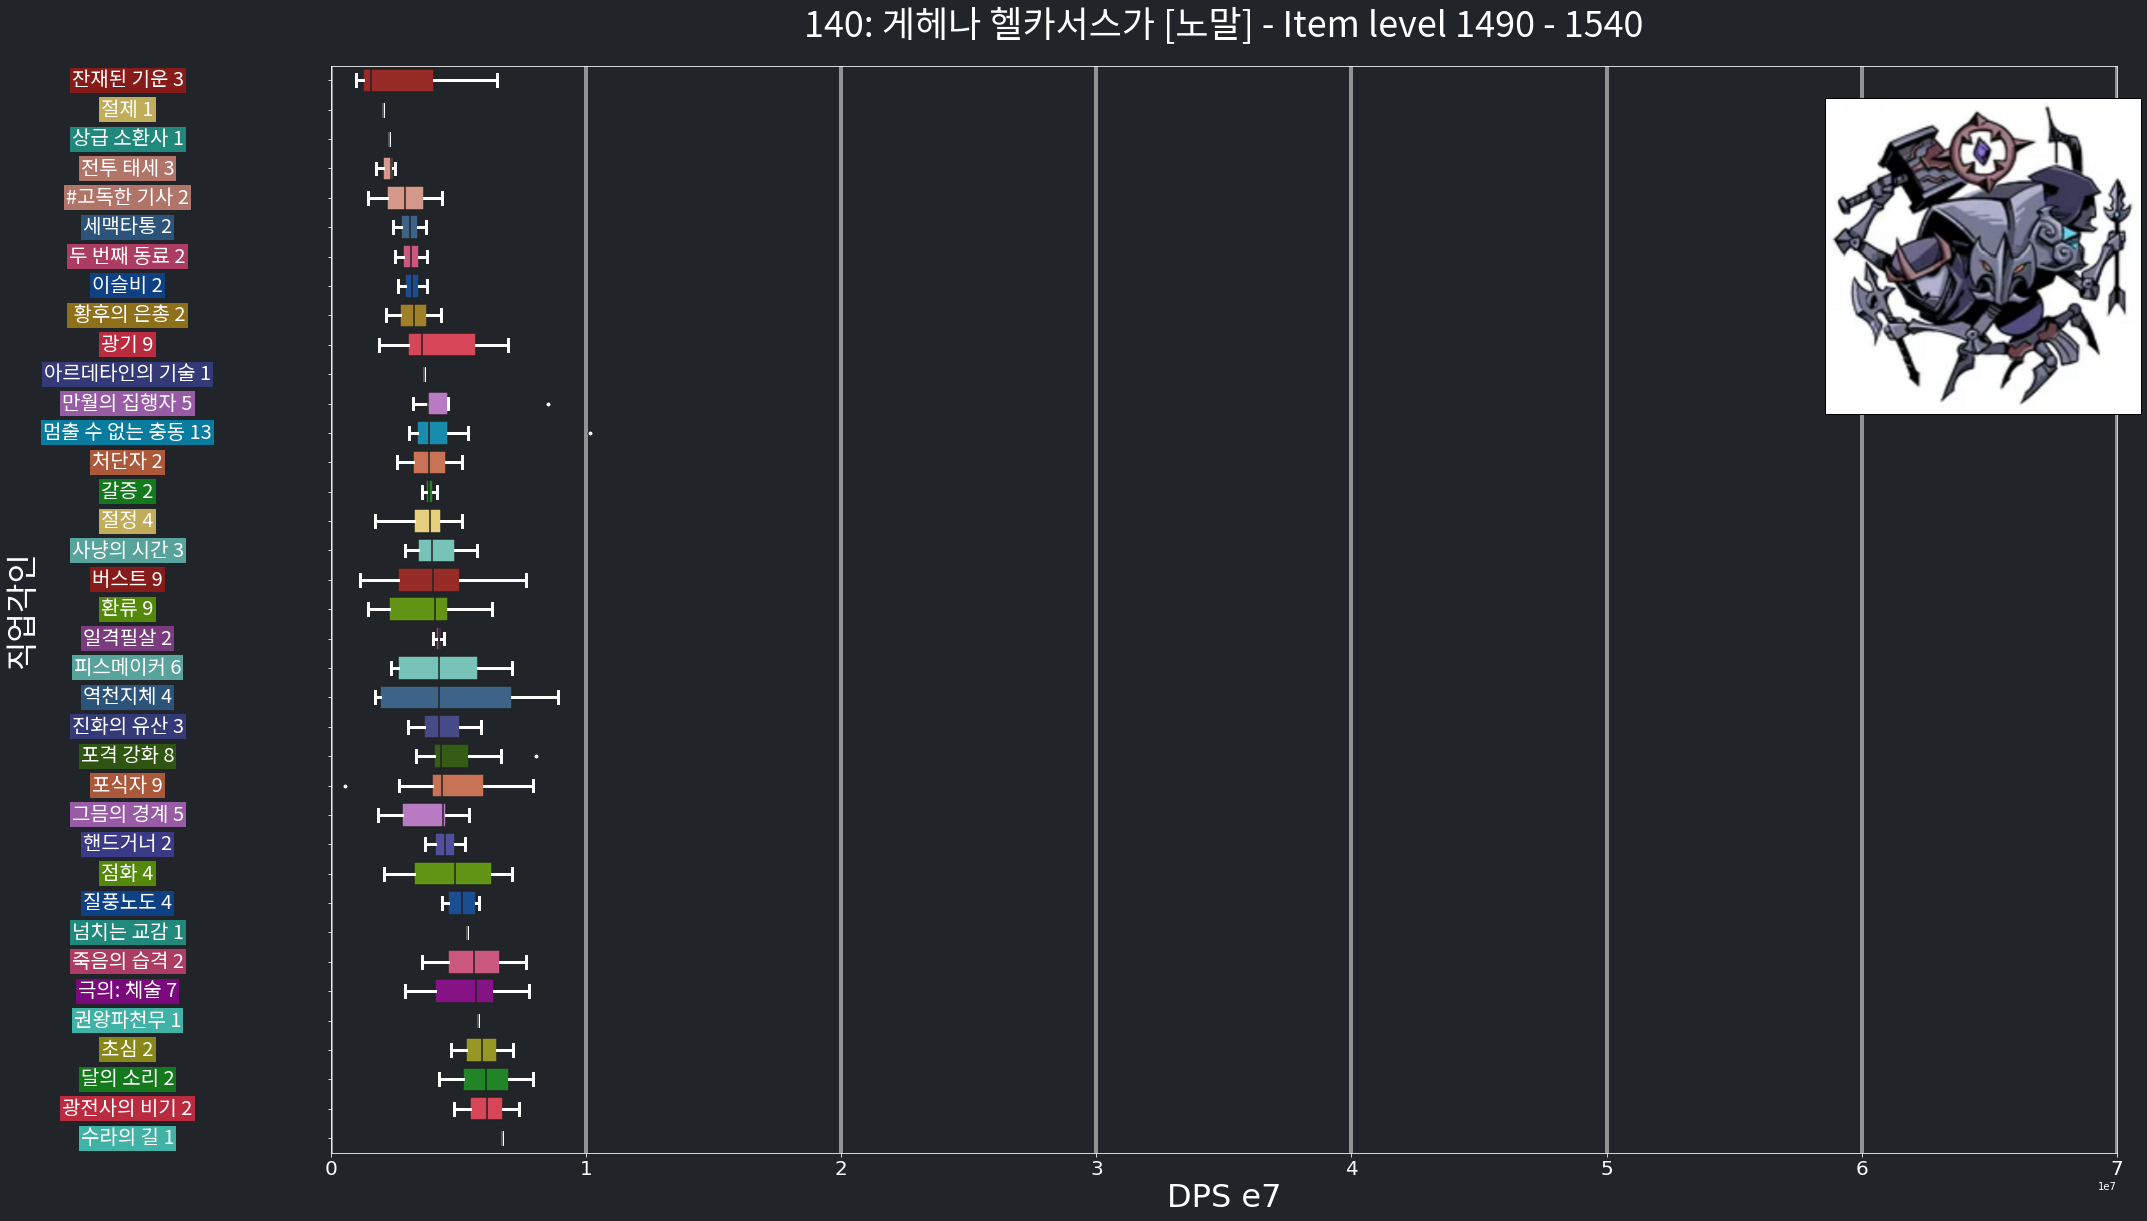 140: 게헤나 헬카서스가 [노말] - Item level 1490 - 1540
직업각인
잔재된 기운 3
절제 1
상급 소환사 1
전투 태세 3
#고독한 기사 2
세맥타통 2
두 번째 동료 2
이슬비 2
황후의 은총 2
광기 9
아르데타인의 기술 1
만월의 집행자 5
멈출 수 없는 충동 13
처단자 2
갈증 2
절정 4
사냥의 시간 3
버스트 9
환류 9
일격필살 2
피스메이커 6
역천지체 4
진화의 유산 3
포격 강화 8
포식자 9
그믐의 경계 5
핸드거너 2
점화 4
질풍노도 4
넘치는 교감 1
죽음의 습격 2
극의: 체술 7
권왕파천무 1
초심 2
달의 소리 2
광전사의 비기 2
수라의 길 1
0 1 2 3 4 5 6 7
1e7
DPS e7